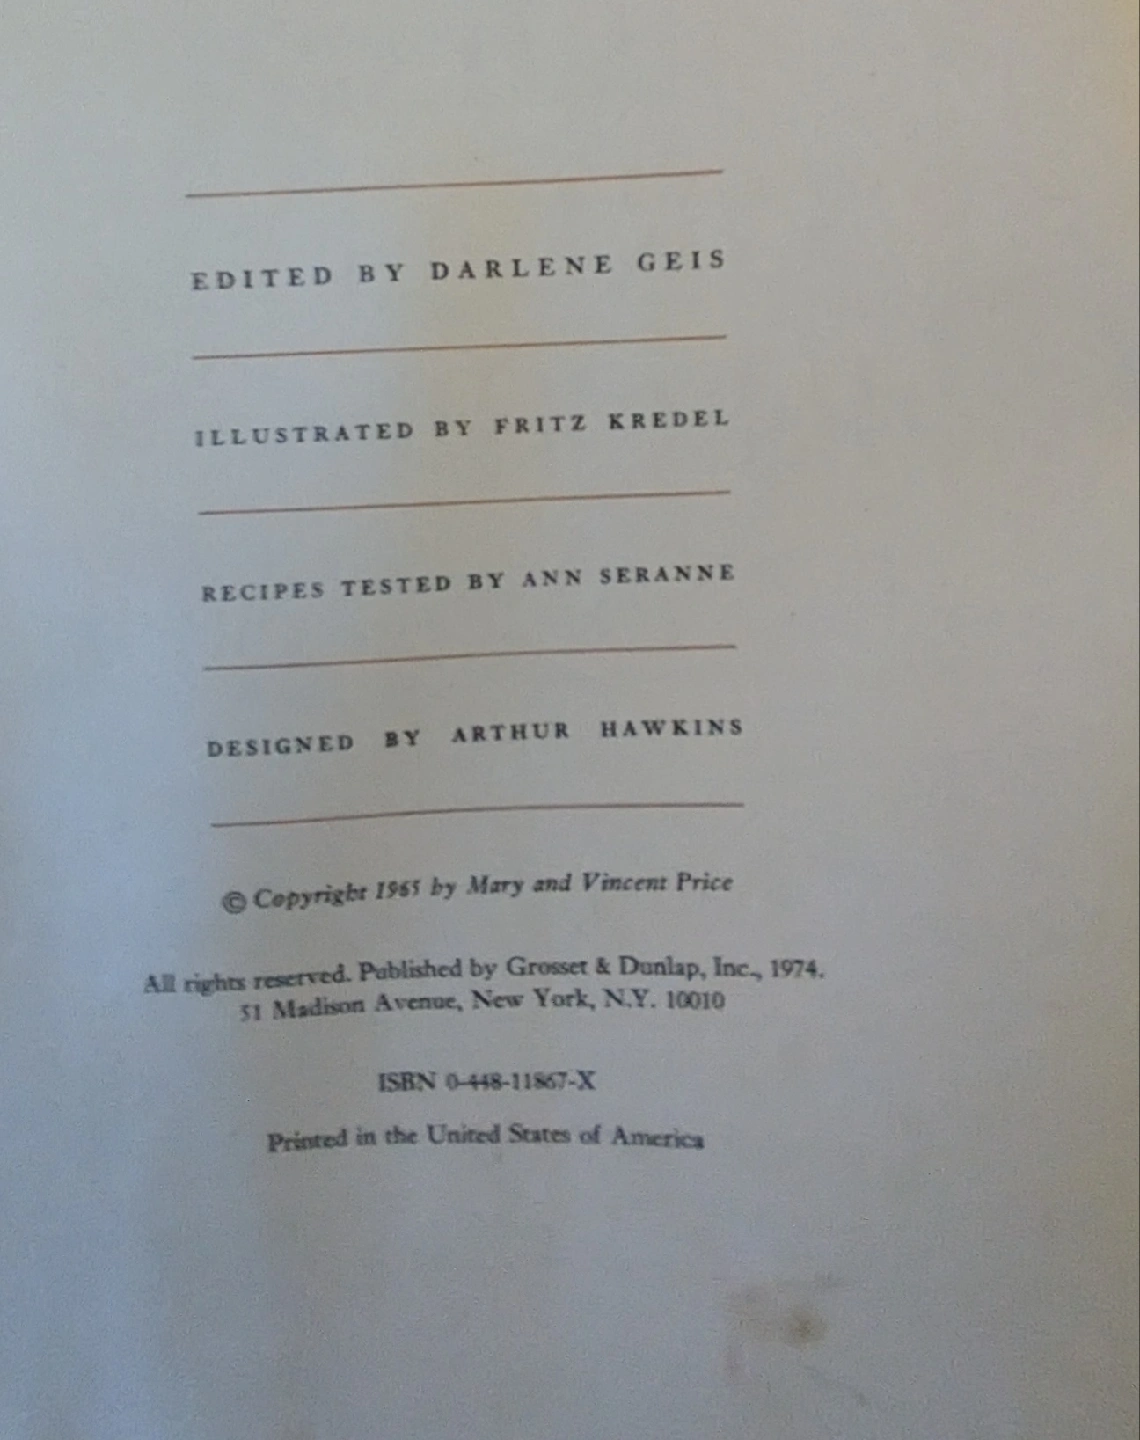 EDITED BY DARLENE GEIS
ILLUSTRATED BY FRITZ KREDEL
RECIPES TESTED BY ANN SERANNE
DESIGNED BY ARTHUR HAWKINS
© Copyright 1965 by Mary and Vincent Price
All rights reserved. Published by Grosset & Dunlap, Inc., 1974.
51 Madison Avenue, New York, N.Y. 10010
ISBN 0-448-11867-X
Printed in the United States of America